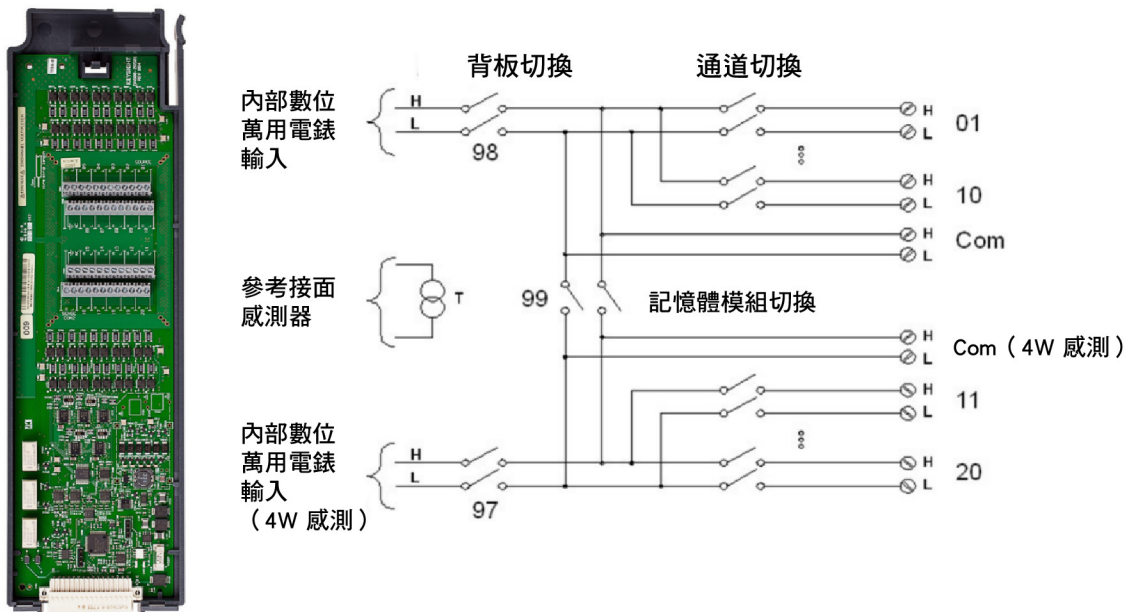 背板切換
通道切換
內部數位
萬用電錶
輸入
H
L
98
H
L
01
H
L
10
H
L
Com
參考接面
感測器
T
99
記憶體模組切換
H
L
Com（4W 感測）
H
L
11
內部數位
萬用電錶
輸入
（4W 感測）
H
L
97
H
L
20
009